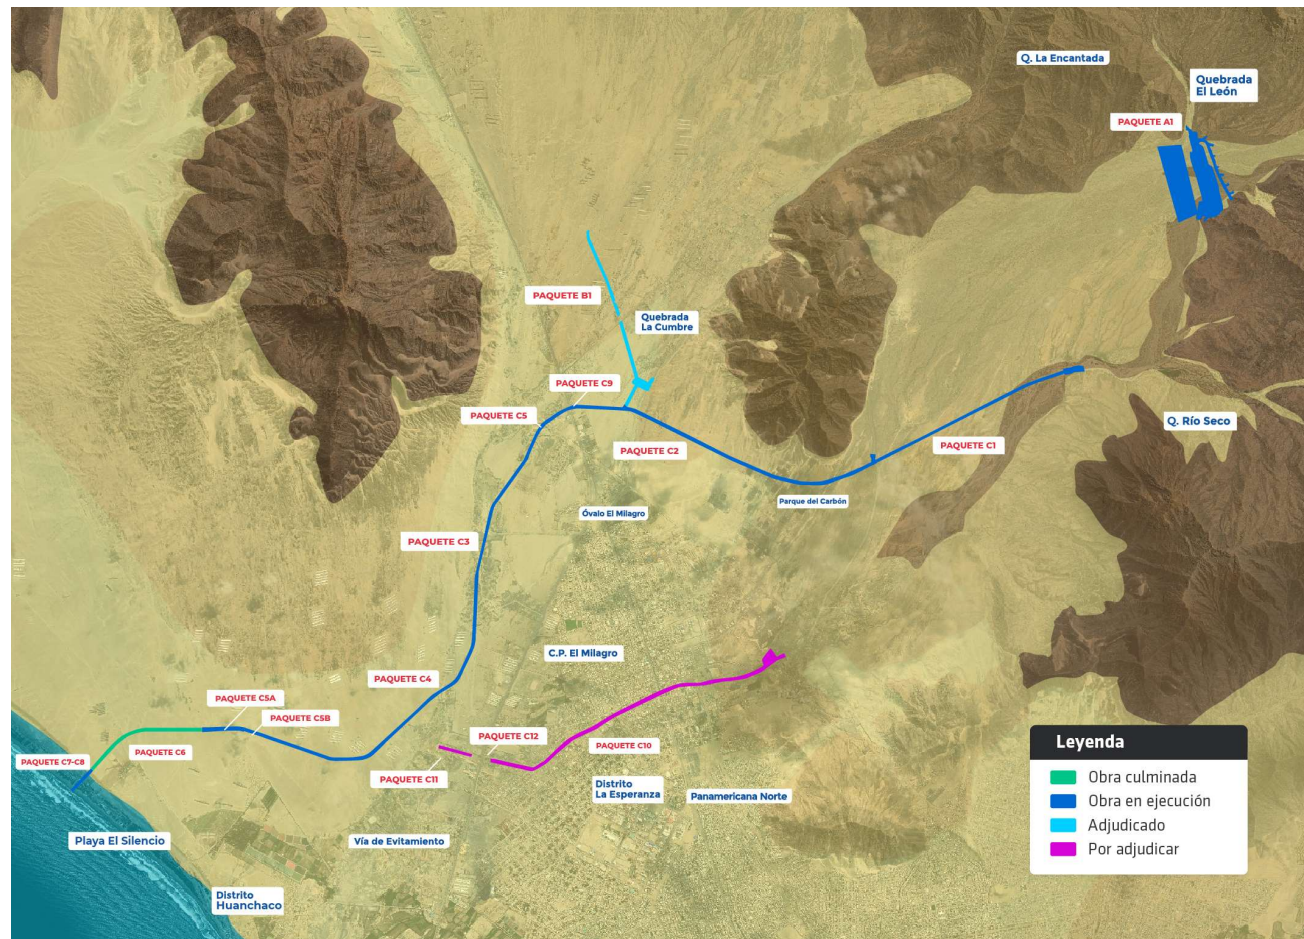 Q. La Encantada
Quebrada
El León
PAQUETE A1
PAQUETE B1
Quebrada
La Cumbre
PAQUETE C9
PAQUETE C5
PAQUETE C2
PAQUETE C1
Q. Río Seco
Parque del Carbón
Óvalo El Milagro
PAQUETE C3
C.P. El Milagro
PAQUETE C4
PAQUETE C5A
PAQUETE C5B
PAQUETE C6
PAQUETE C7-C8
PAQUETE C12
PAQUETE C10
PAQUETE C11
Distrito
La Esperanza
Panamericana Norte
Vía de Evitamiento
Playa El Silencio
Distrito
Huanchaco
Leyenda
Obra culminada
Obra en ejecución
Adjudicado
Por adjudicar